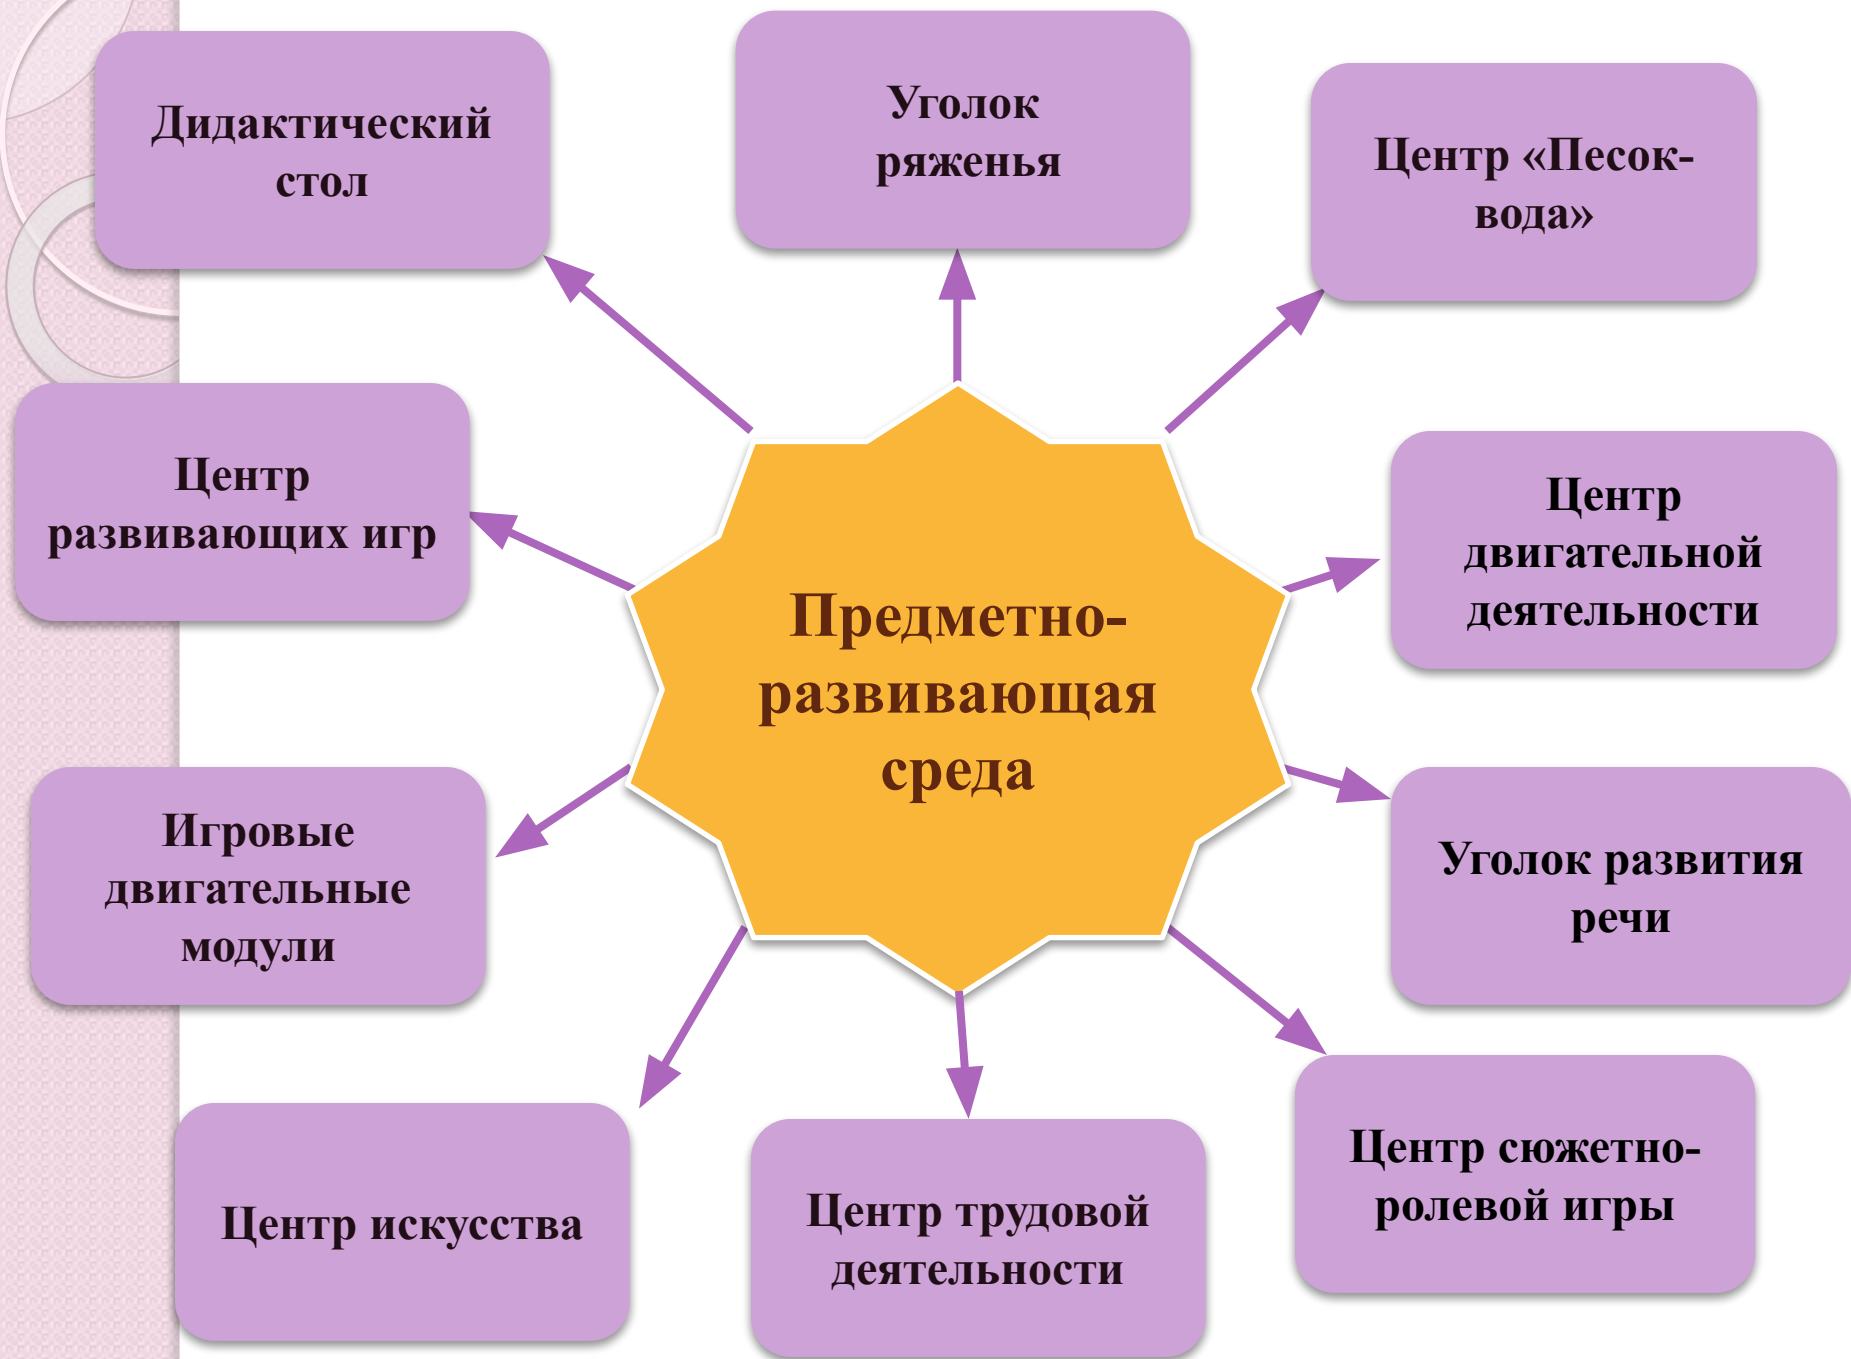 Дидактический
стол
Уголок
ряженья
Центр «Песок-
вода»
Центр
развивающих игр
Центр
двигательной
деятельности
Предметно-
развивающая
среда
Игровые
двигательные
модули
Уголок развития
речи
Центр искусства
Центр трудовой
деятельности
Центр сюжетно-
ролевой игры